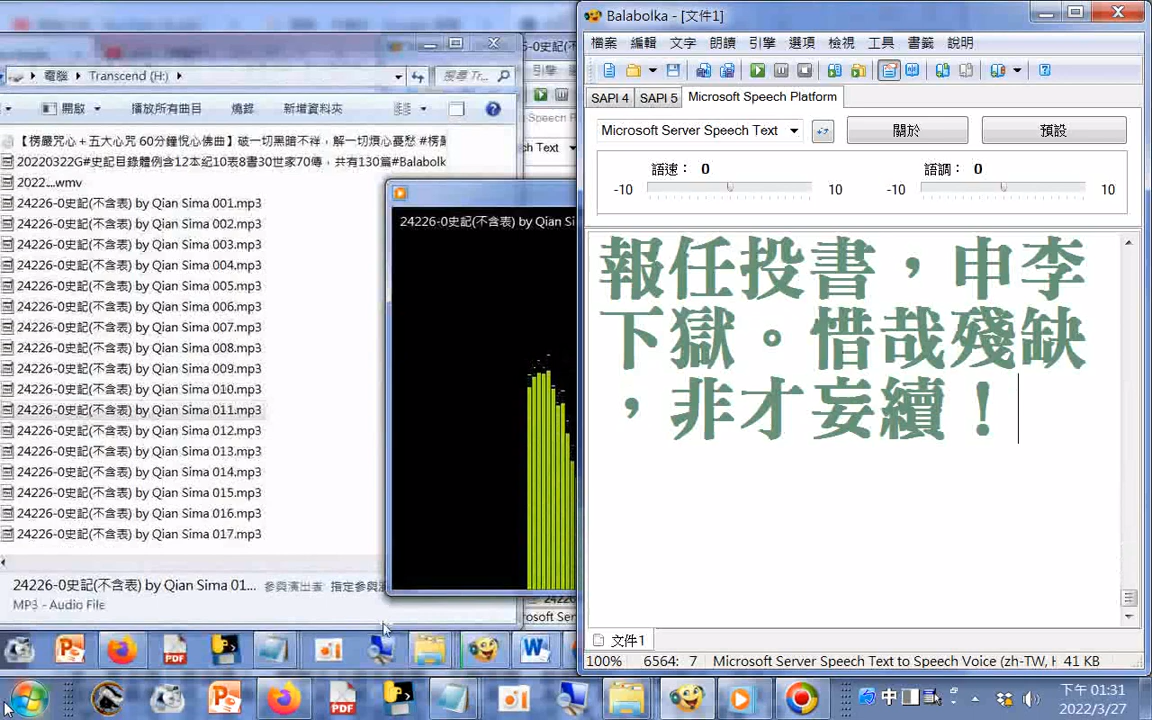 Balabolka - [文件1]
檔案 編輯 文字 朗讀 引擎 選項 檢視 工具 書籤 說明
SAPI 4 SAPI 5 Microsoft Speech Platform
Microsoft Server Speech Text
關於
預設
語速： 0
語調： 0
-10 10 -10 10
報任投書，申李
下獄。惜哉殘缺
，非才妄續！
文件1
100% 6564: 7 Microsoft Server Speech Text to Speech Voice (zh-TW, H 41 KB
電腦 Transcend (H:)
搜尋 Tr...
開啟 播放所有曲目 燒錄 新增資料夾
【楞嚴咒心＋五大心咒 60分鐘悅心佛曲】破一切黑暗不祥，解一切煩心憂愁 #楞嚴
20220322G#史記目錄體例含12本紀10表8書30世家70傳，共有130篇#Balabolk
2022...wmv
24226-0史記(不含表) by Qian Sima 001.mp3
24226-0史記(不含表) by Qian Sima 002.mp3
24226-0史記(不含表) by Qian Sima 003.mp3
24226-0史記(不含表) by Qian Sima 004.mp3
24226-0史記(不含表) by Qian Sima 005.mp3
24226-0史記(不含表) by Qian Sima 006.mp3
24226-0史記(不含表) by Qian Sima 007.mp3
24226-0史記(不含表) by Qian Sima 008.mp3
24226-0史記(不含表) by Qian Sima 009.mp3
24226-0史記(不含表) by Qian Sima 010.mp3
24226-0史記(不含表) by Qian Sima 011.mp3
24226-0史記(不含表) by Qian Sima 012.mp3
24226-0史記(不含表) by Qian Sima 013.mp3
24226-0史記(不含表) by Qian Sima 014.mp3
24226-0史記(不含表) by Qian Sima 015.mp3
24226-0史記(不含表) by Qian Sima 016.mp3
24226-0史記(不含表) by Qian Sima 017.mp3
24226-0史記(不含表) by Qian Sima 01... 參與演出者: 指定參與演
MP3 - Audio File
24226-0史記(不含表) by Qian Si
中
下午 01:31
2022/3/27